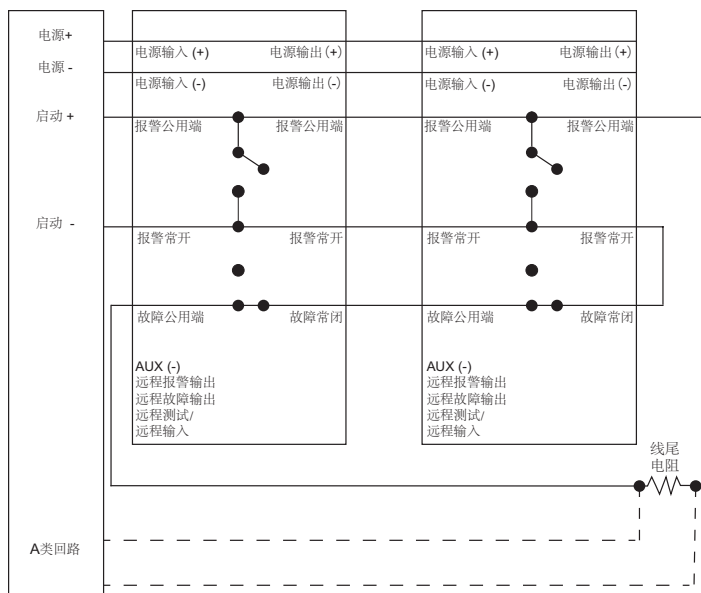 电源+
电源 -
启动 +
启动 -
A类回路
电源输入 (+) 电源输出(+)
电源输入 (-) 电源输出(-)
报警公用端 报警公用端
报警常开 报警常开
故障公用端 故障常闭
AUX (-)
远程报警输出
远程故障输出
远程测试/
远程输入
电源输入 (+) 电源输出(+)
电源输入 (-) 电源输出(-)
报警公用端 报警公用端
报警常开 报警常开
故障公用端 故障常闭
AUX (-)
远程报警输出
远程故障输出
远程测试/
远程输入
线尾
电阻